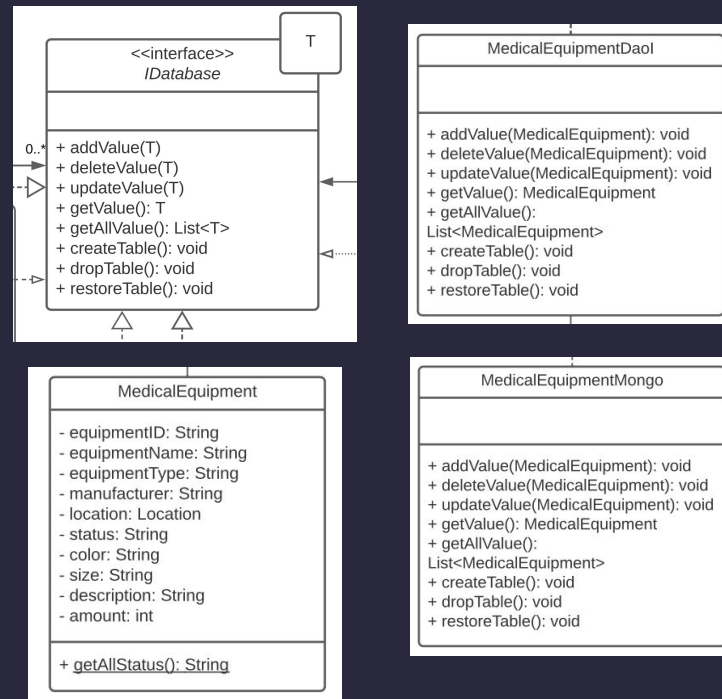 T
<<interface>>
IDatabase
0..*
+ addValue(T)
+ deleteValue(T)
+ updateValue(T)
+ getValue(): T
+ getAllValue(): List<T>
+ createTable(): void
+ dropTable(): void
+ restoreTable(): void
MedicalEquipmentDaoI
+ addValue(MedicalEquipment): void
+ deleteValue(MedicalEquipment): void
+ updateValue(MedicalEquipment): void
+ getValue(): MedicalEquipment
+ getAllValue():
List<MedicalEquipment>
+ createTable(): void
+ dropTable(): void
+ restoreTable(): void
MedicalEquipment
- equipmentID: String
- equipmentName: String
- equipmentType: String
- manufacturer: String
- location: Location
- status: String
- color: String
- size: String
- description: String
- amount: int
+ getAllStatus(): String
MedicalEquipmentMongo
+ addValue(MedicalEquipment): void
+ deleteValue(MedicalEquipment): void
+ updateValue(MedicalEquipment): void
+ getValue(): MedicalEquipment
+ getAllValue():
List<MedicalEquipment>
+ createTable(): void
+ dropTable(): void
+ restoreTable(): void